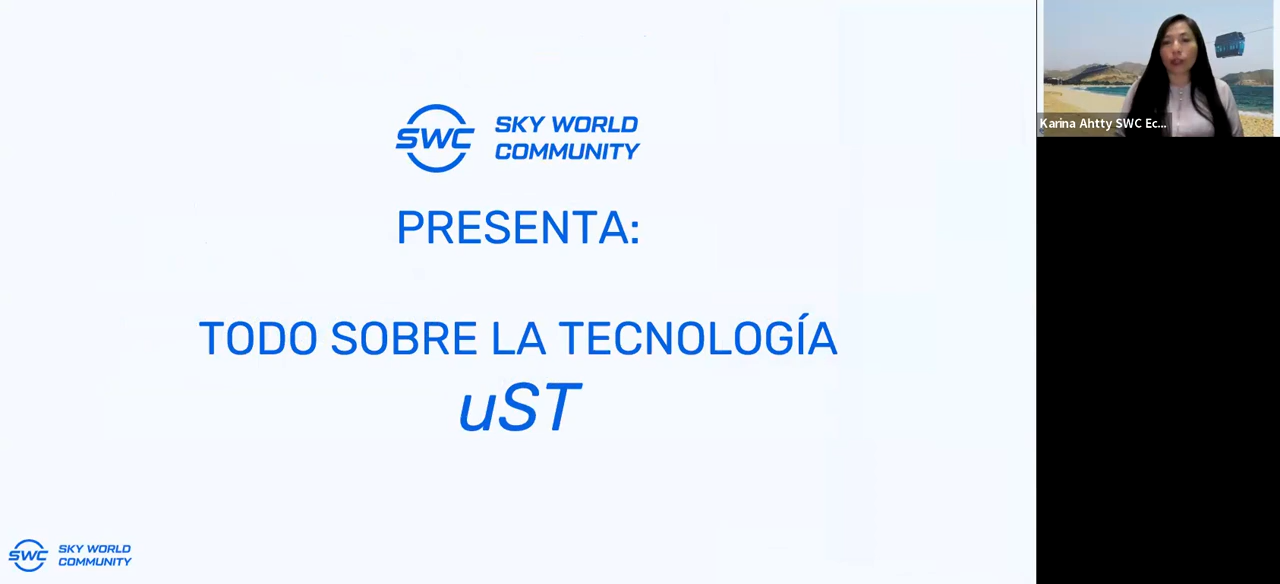 SWC SKY WORLD
COMMUNITY
PRESENTA:
TODO SOBRE LA TECNOLOGÍA
uST
SWC SKY WORLD
COMMUNITY
Karina Ahtty SWC Ec...